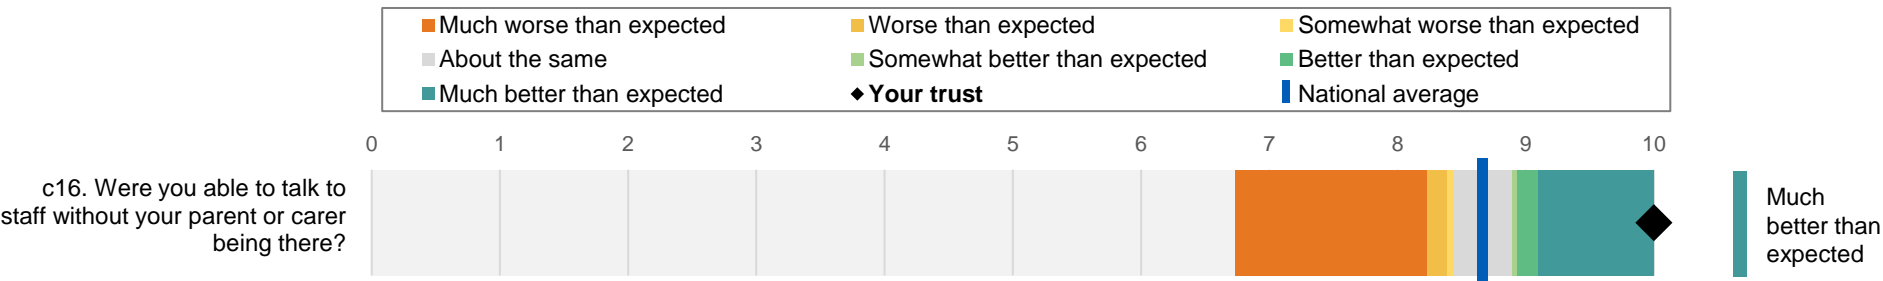 Much worse than expected
Worse than expected
Somewhat worse than expected
About the same
Somewhat better than expected
Better than expected
Much better than expected
Your trust
National average
0 1 2 3 4 5 6 7 8 9 10
c16. Were you able to talk to
staff without your parent or carer
being there?
Much
better than
expected